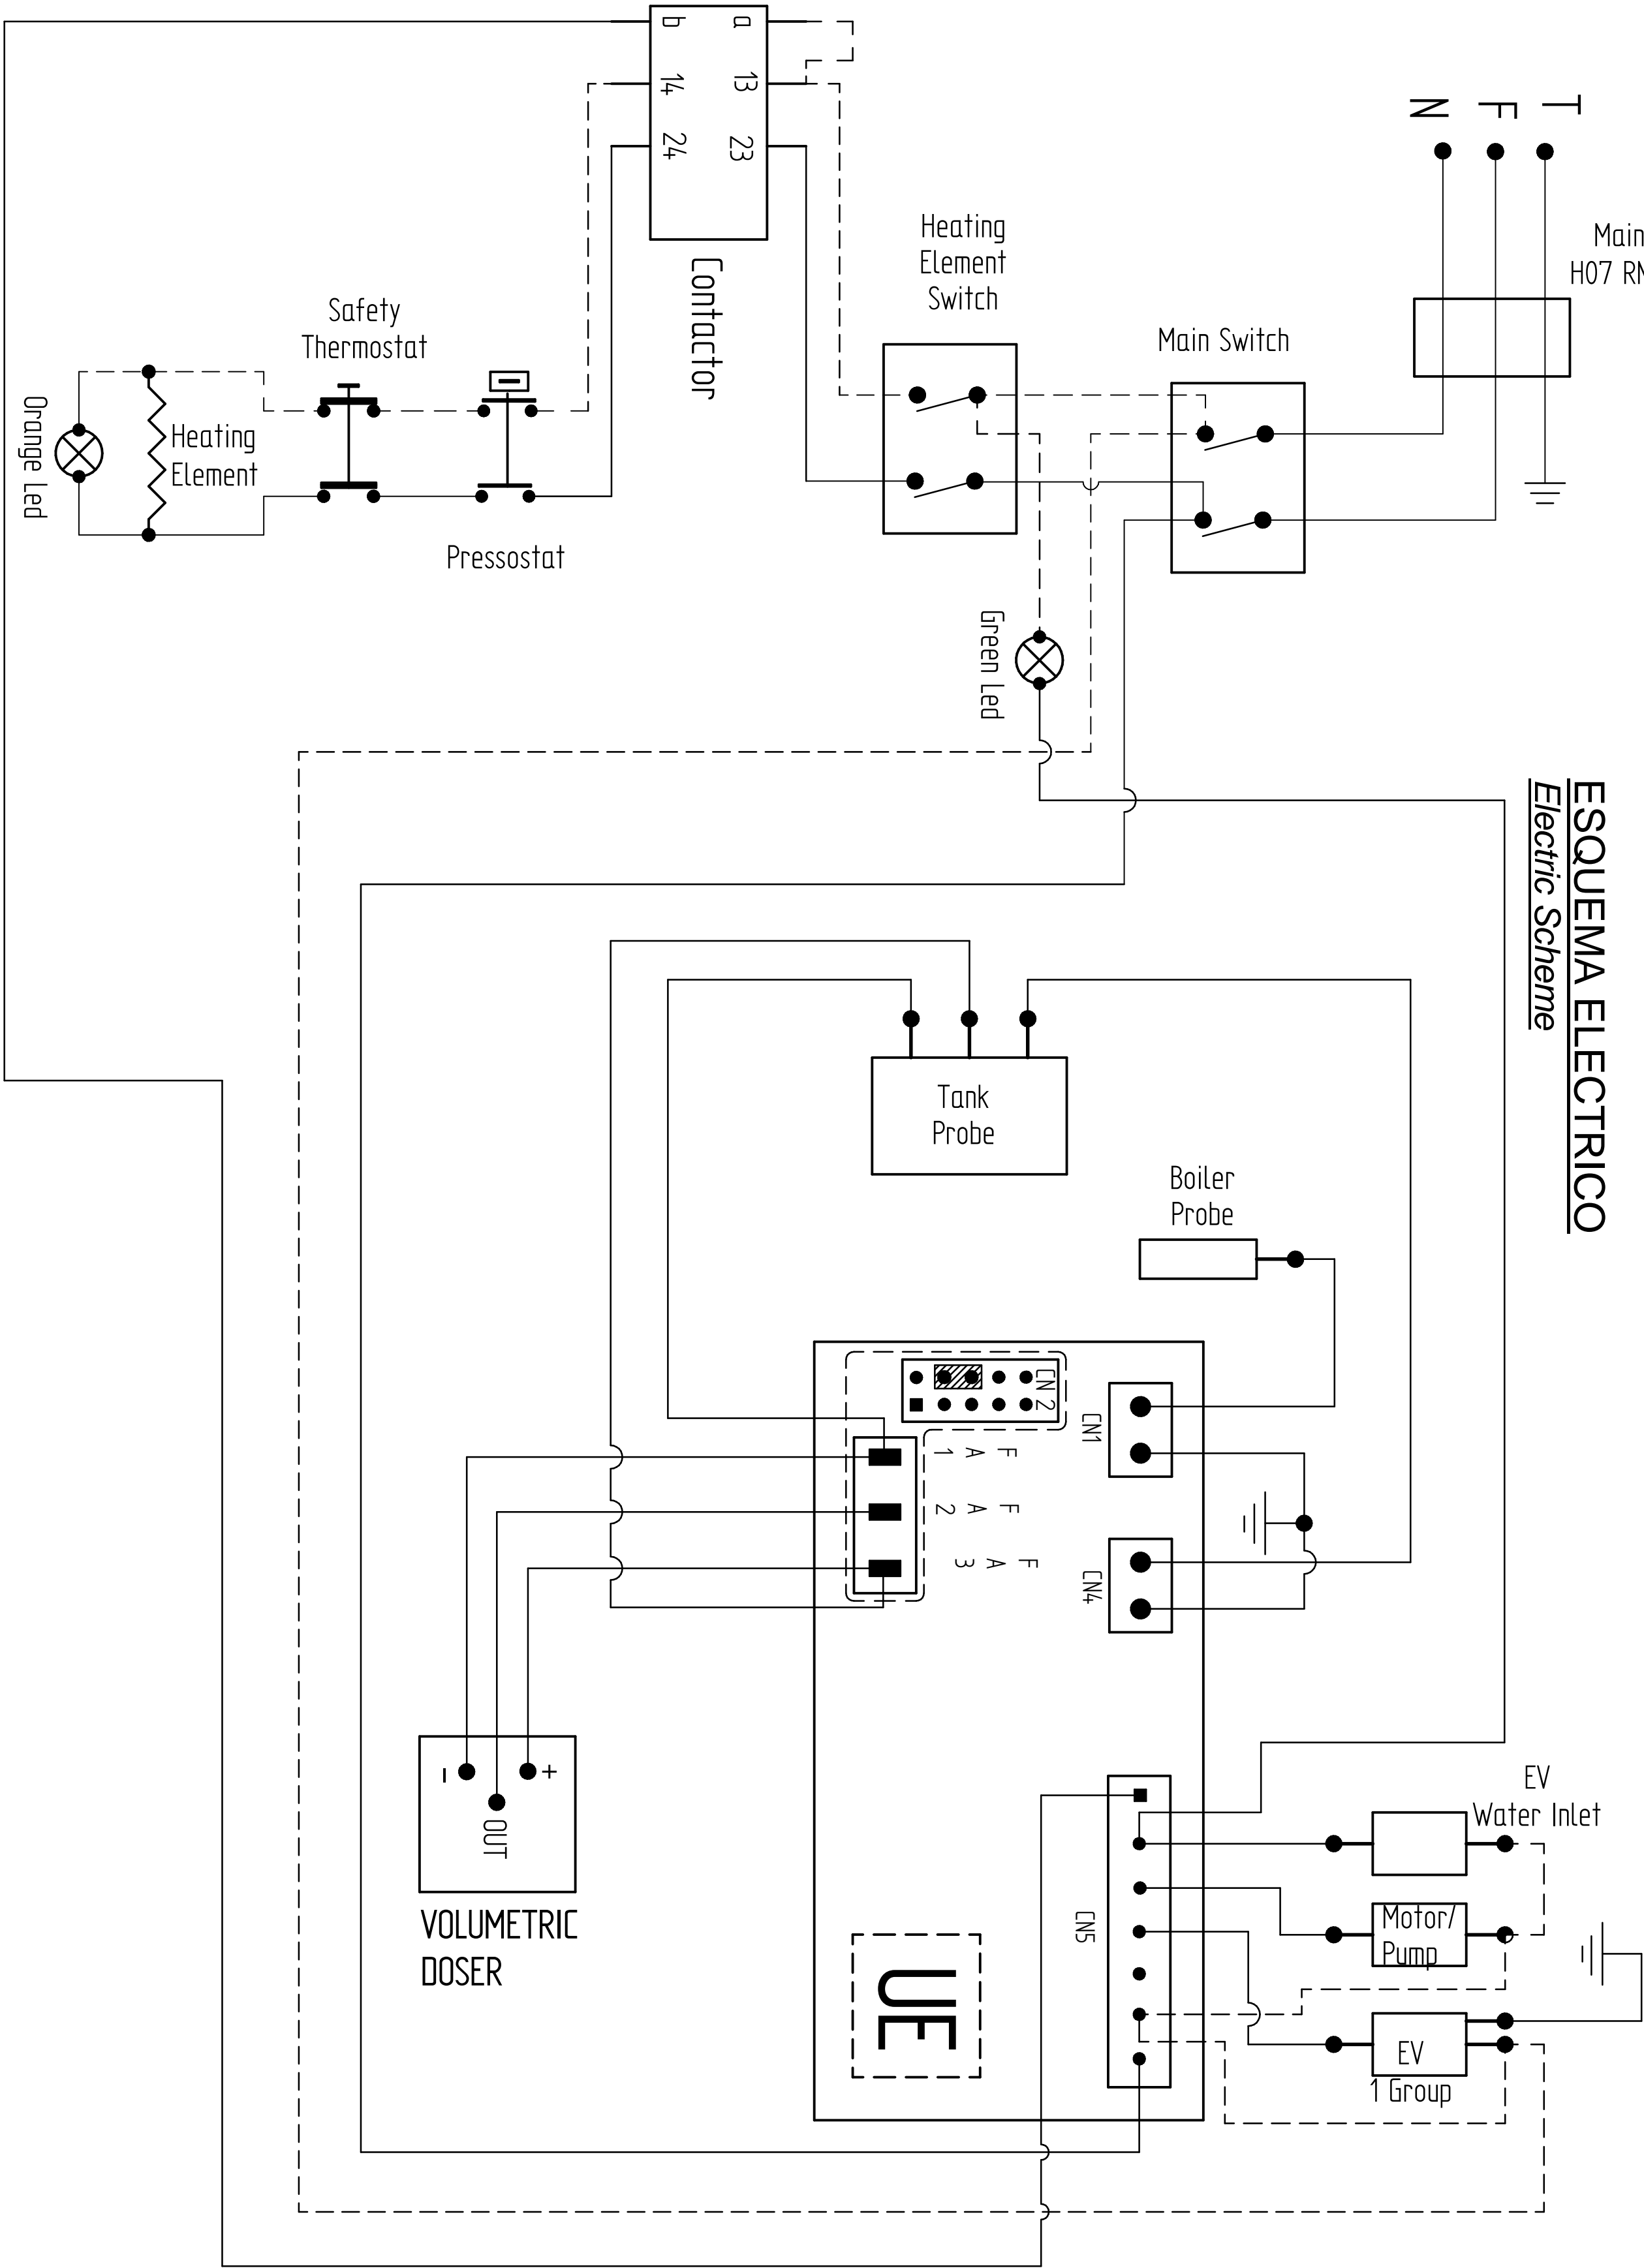 b
a
14
13
24
23
Contactor
N
F
T
Main
H07 RN
Heating
Element
Switch
Main Switch
Safety
Thermostat
Orange Led
Heating
Element
Pressostat
Green Led
ESQUEMA ELECTRICO
Electric Scheme
Tank
Probe
Boiler
Probe
CN 2
CN1
1 A F
2 A F
3 A F
CN4
- +
OUT
VOLUMETRIC
DOSER
UE
CN5
EV
Water Inlet
Motor/
Pump
EV
1 Group